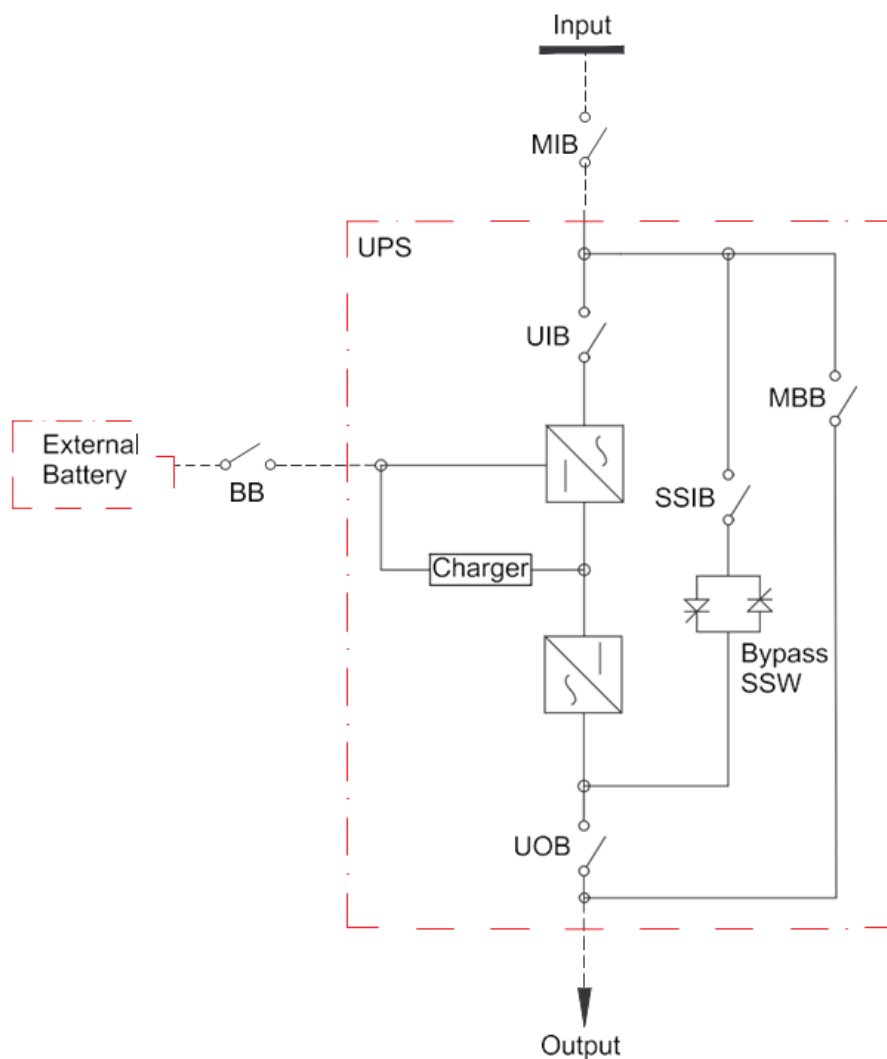 Input
MIB
UPS
UIB
MBB
External
Battery
BB
SSIB
Charger
Bypass
SSW
UOB
Output